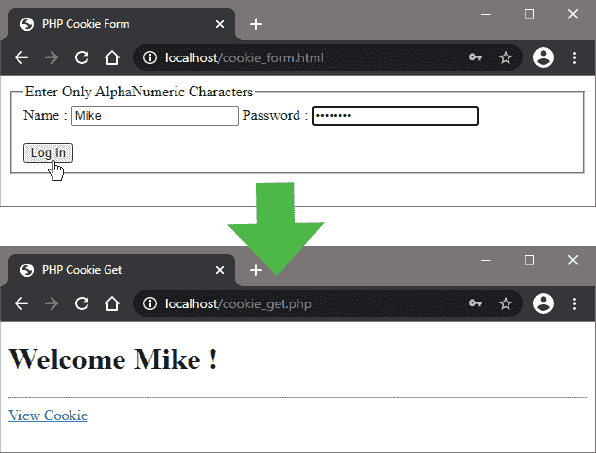 PHP Cookie Form
localhost/cookie_form.html
Enter Only AlphaNumeric Characters
Name : Mike Password : ••••••••
Log In
PHP Cookie Get
localhost/cookie_get.php
Welcome Mike !
View Cookie